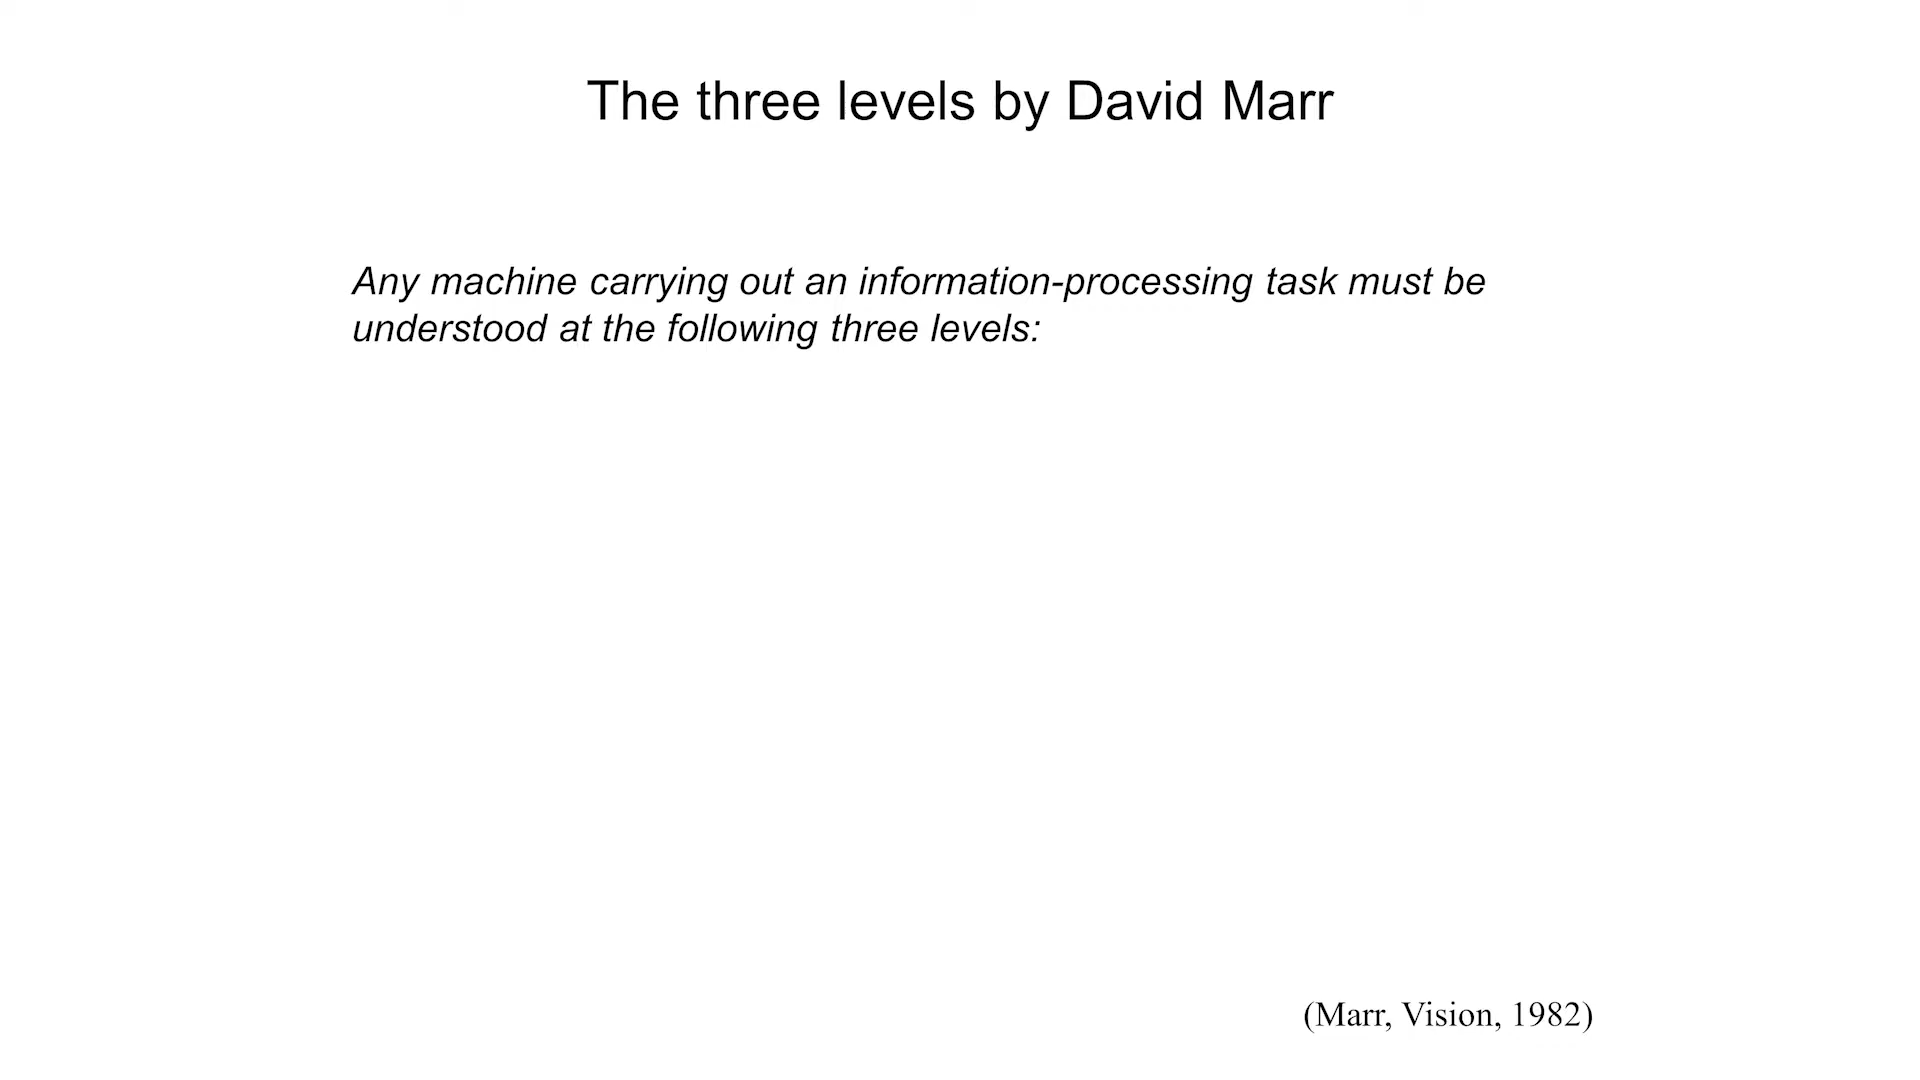 The three levels by David Marr
Any machine carrying out an information-processing task must be
understood at the following three levels:
(Marr, Vision, 1982)